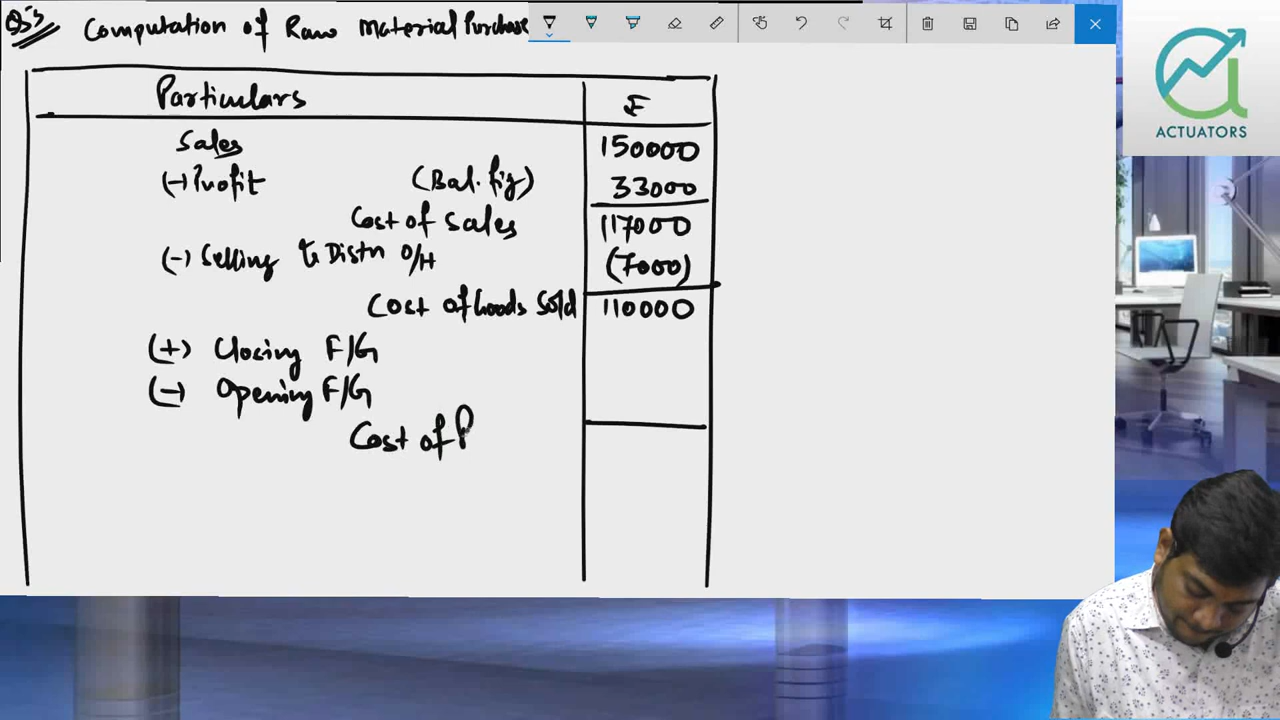 Q5's Computation of Raw Material Purchase
Particulars ₹
Sales 150000
(-) Profit (Bal. fig) 33000
Cost of Sales 117000
(-) Selling & Distn O/H (7000)
Cost of Goods Sold 110000
(+) Closing F/G
(-) Opening F/G
Cost of P
ACTUATORS